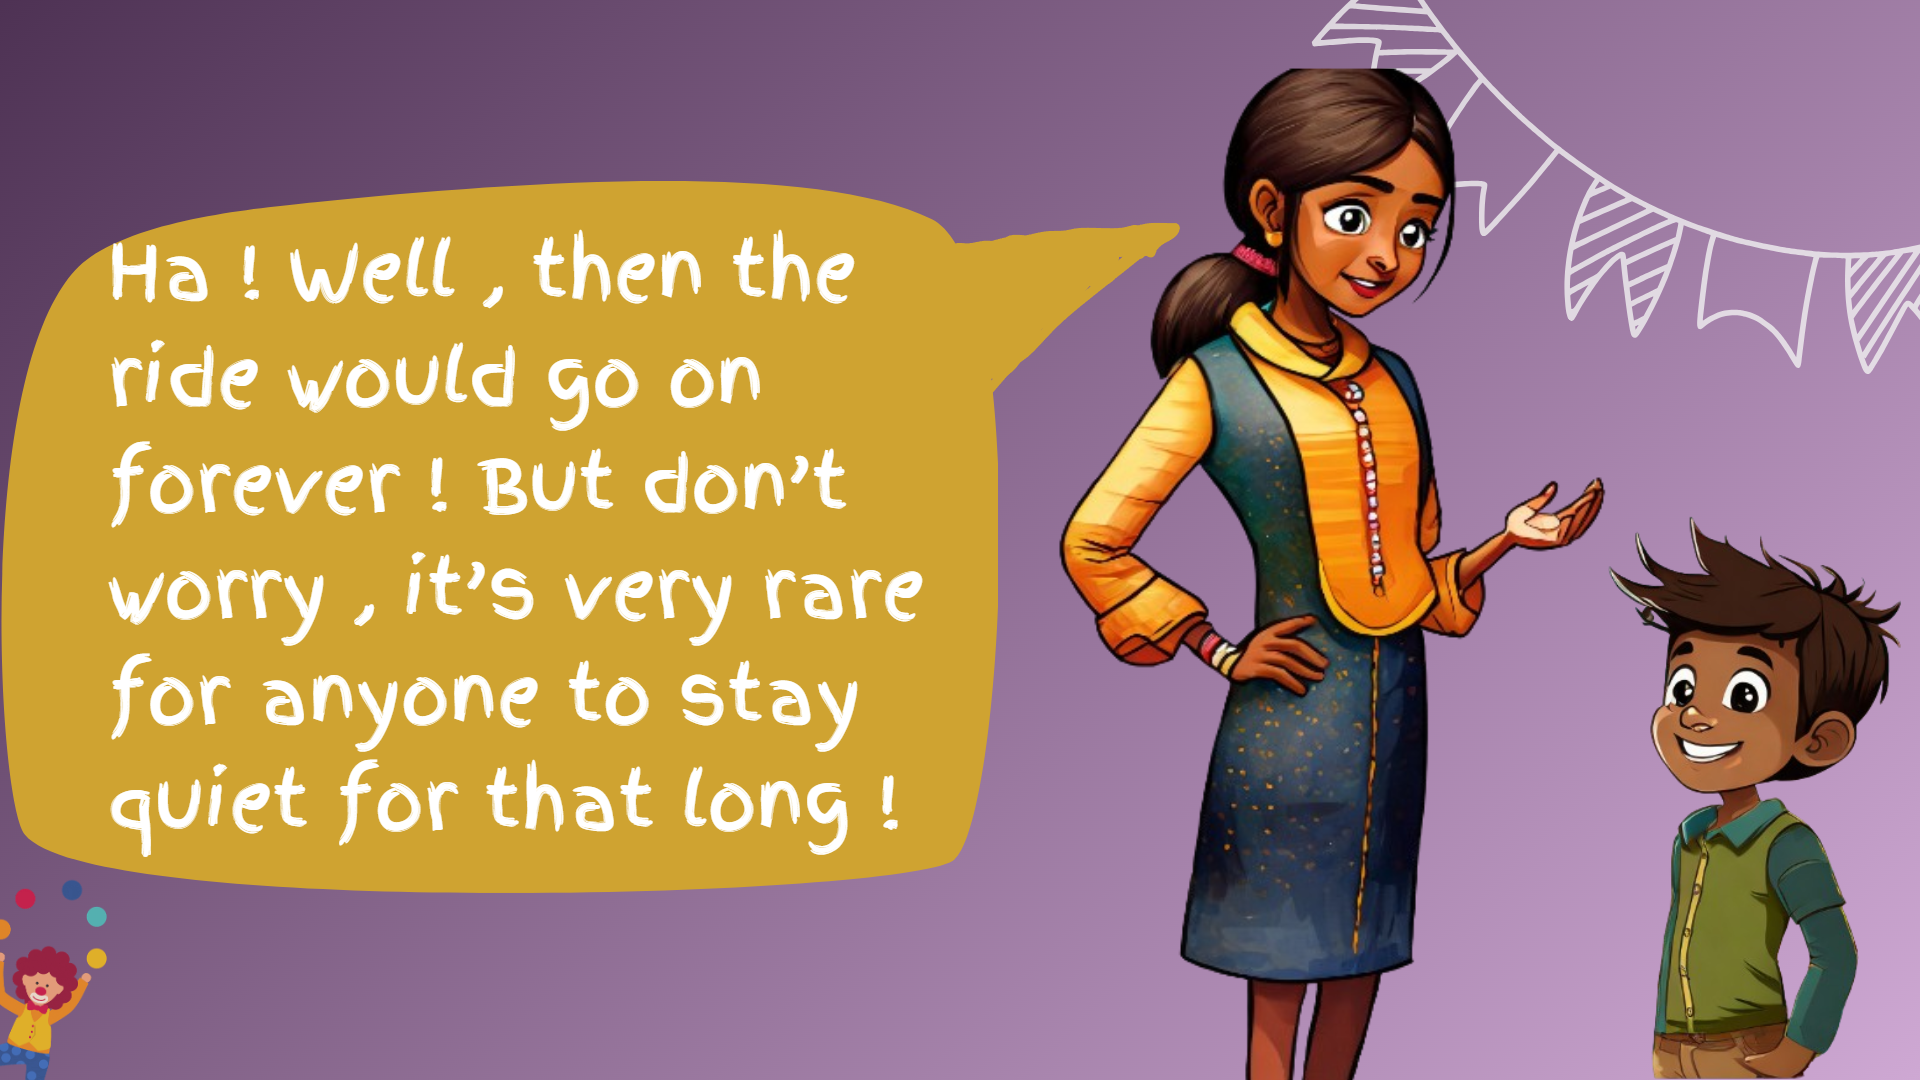 Ha ! Well , then the
ride would go on
forever ! But don't
worry , it's very rare
for anyone to stay
quiet for that long !